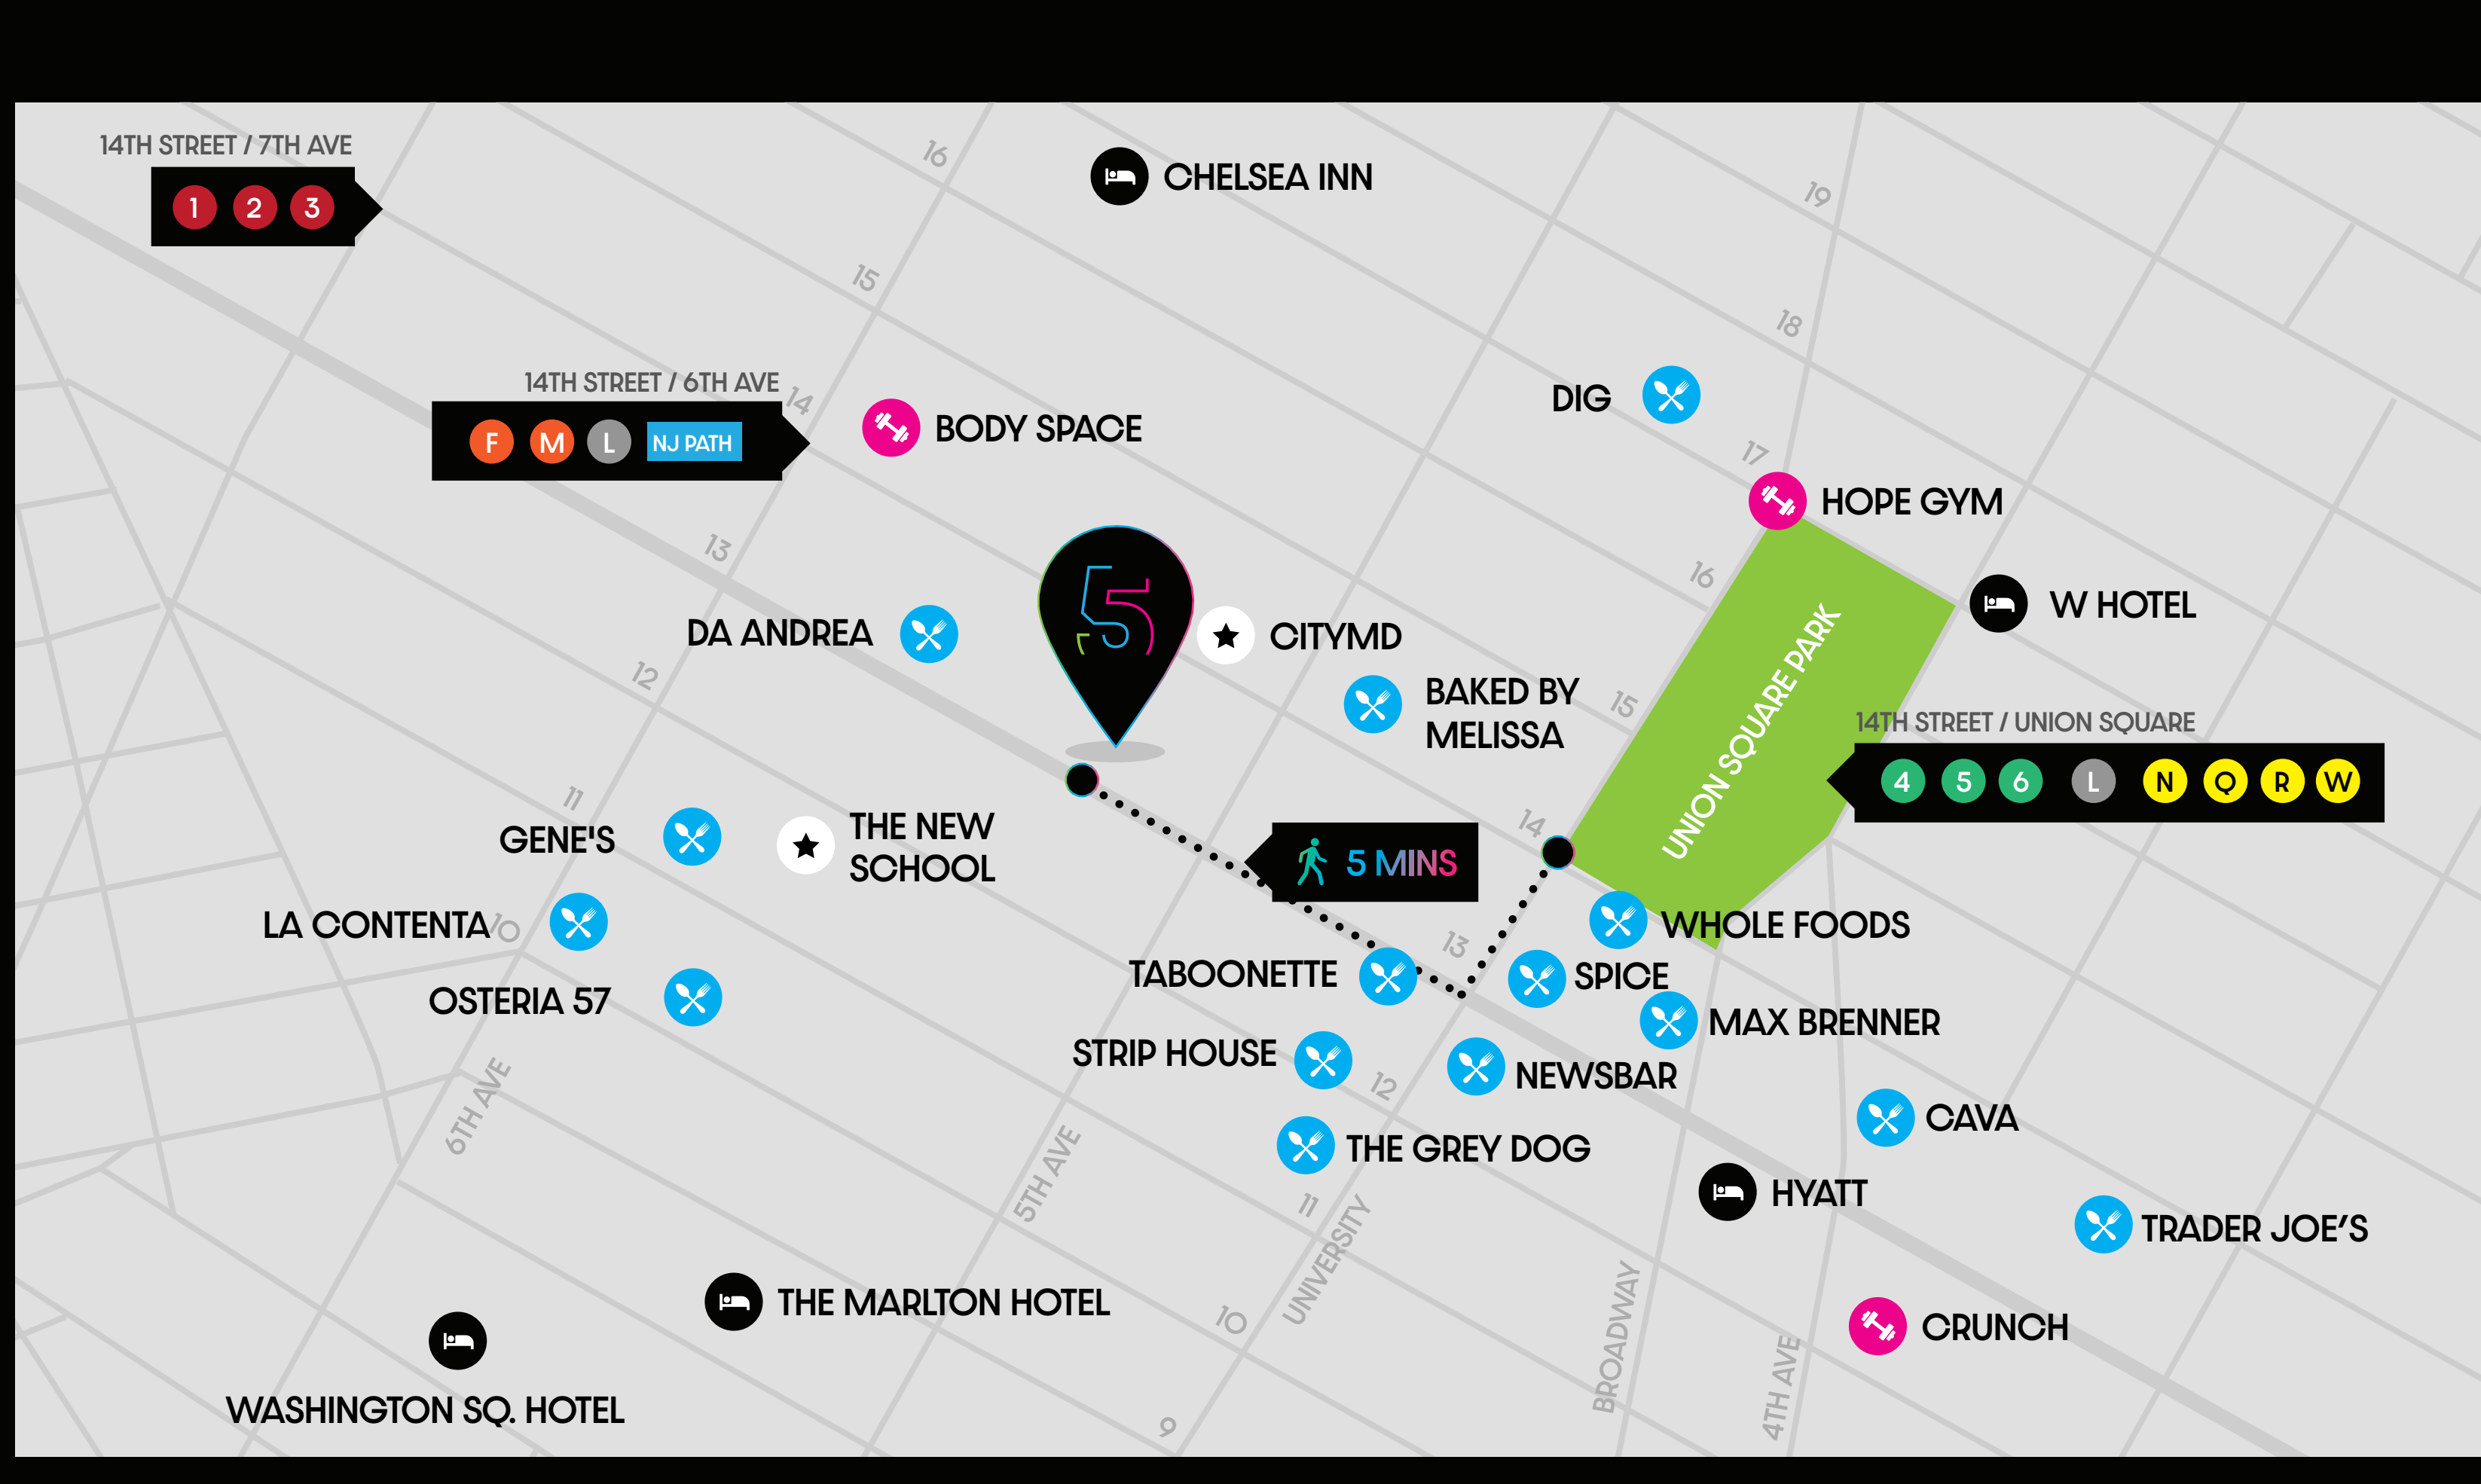 14TH STREET / 7TH AVE
1 2 3
16
CHELSEA INN
19
15
18
14TH STREET / 6TH AVE
14
F M L NJ PATH
BODY SPACE
DIG
17
HOPE GYM
13
16
55
DA ANDREA
CITYMD
W HOTEL
12
BAKED BY
MELISSA
15
UNION SQUARE PARK
14TH STREET / UNION SQUARE
4 5 6 L N Q R W
11
GENE'S
THE NEW
SCHOOL
14
5 MINS
LA CONTENTA
10
13
WHOLE FOODS
TABOONETTE
SPICE
OSTERIA 57
MAX BRENNER
STRIP HOUSE
NEWSBAR
12
6TH AVE
CAVA
THE GREY DOG
5TH AVE
11
HYATT
UNIVERSITY
TRADER JOE’S
THE MARLTON HOTEL
10
BROADWAY
CRUNCH
4TH AVE
WASHINGTON SQ. HOTEL
9